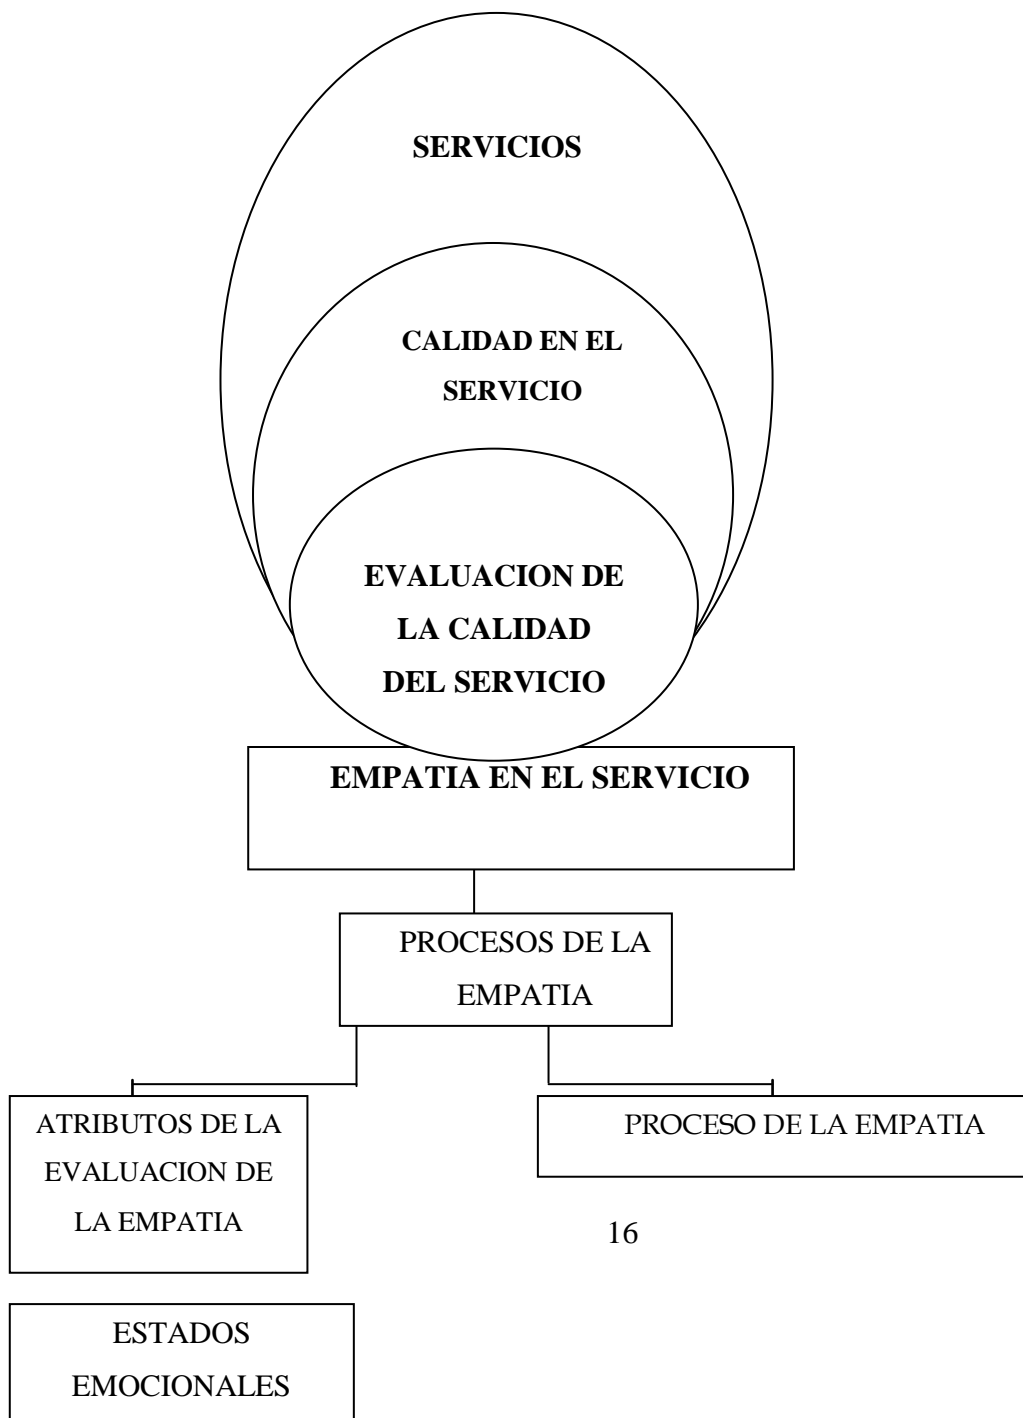 SERVICIOS
CALIDAD EN EL
SERVICIO
EVALUACION DE
LA CALIDAD
DEL SERVICIO
EMPATIA EN EL SERVICIO
PROCESOS DE LA
EMPATIA
ATRIBUTOS DE LA
EVALUACION DE
LA EMPATIA
PROCESO DE LA EMPATIA
16
ESTADOS
EMOCIONALES